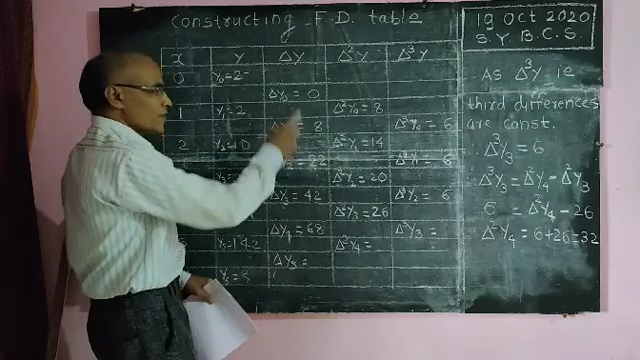 Constructing F.D. table
13 Oct 2020
S.Y. B.C.S.
x y Δy Δ²y Δ³y
0 y₀=2
Δy₀ = 0
1 y₁=2 Δ²y₀ = 8
= 8 Δ³y₀ = 6
2 y₂=10 Δ²y₁ = 14
= 22 Δ³y₁ = 6
y₃= Δ²y₂ = 20
Δy₃ = 42 Δ³y₂ = 6
Δ²y₃ = 26
Δy₄ = 68 Δ³y₃ =
y₅=142 Δ²y₄ =
Δy₅ =
As Δ³y ie
third differences
are const.
Δ³y₃ = 6
Δ³y₃ = Δ²y₄ - Δ²y₃
6 = Δ²y₄ - 26
Δ²y₄ = 6+26=32